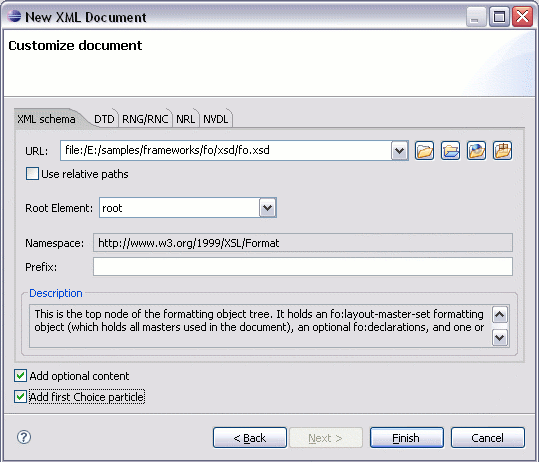 New XML Document
Customize document
XML schema DTD RNG/RNC NRL NVDL
URL: file:/E:/samples/frameworks/fo/xsd/fo.xsd
Use relative paths
Root Element: root
Namespace: http://www.w3.org/1999/XSL/Format
Prefix:
Description
This is the top node of the formatting object tree. It holds an fo:layout-master-set formatting
object (which holds all masters used in the document), an optional fo:declarations, and one or
Add optional content
Add first Choice particle
? < Back Next > Finish Cancel